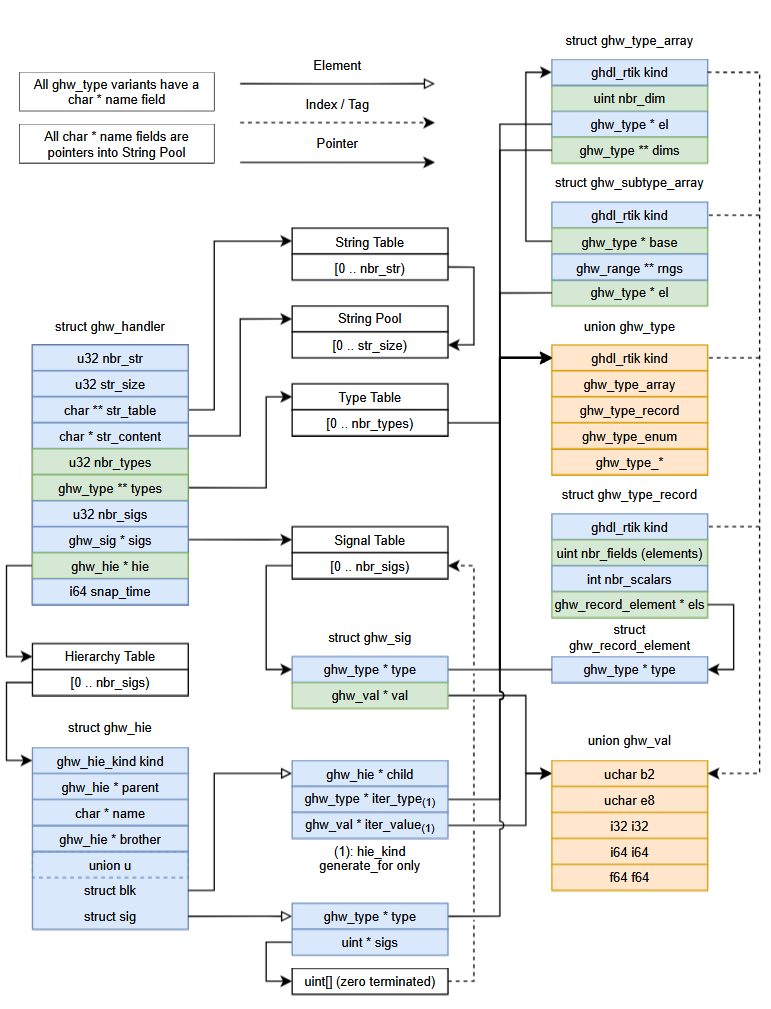 struct ghw_type_array
All ghw_type variants have a
char * name field
All char * name fields are
pointers into String Pool
Element
Index / Tag
Pointer
ghdl_rtik kind
uint nbr_dim
ghw_type * el
ghw_type ** dims
struct ghw_subtype_array
ghdl_rtik kind
ghw_type * base
ghw_range ** rngs
ghw_type * el
String Table
[0 .. nbr_str)
String Pool
[0 .. str_size)
Type Table
[0 .. nbr_types)
struct ghw_handler
u32 nbr_str
u32 str_size
char ** str_table
char * str_content
u32 nbr_types
ghw_type ** types
u32 nbr_sigs
ghw_sig * sigs
ghw_hie * hie
i64 snap_time
union ghw_type
ghdl_rtik kind
ghw_type_array
ghw_type_record
ghw_type_enum
ghw_type_*
struct ghw_type_record
ghdl_rtik kind
uint nbr_fields (elements)
int nbr_scalars
ghw_record_element * els
struct
ghw_record_element
ghw_type * type
Signal Table
[0 .. nbr_sigs)
struct ghw_sig
ghw_type * type
ghw_val * val
Hierarchy Table
[0 .. nbr_sigs)
struct ghw_hie
ghw_hie_kind kind
ghw_hie * parent
char * name
ghw_hie * brother
union u
struct blk
struct sig
ghw_hie * child
ghw_type * iter_type(1)
ghw_val * iter_value(1)
(1): hie_kind
generate_for only
ghw_type * type
uint * sigs
uint[] (zero terminated)
union ghw_val
uchar b2
uchar e8
i32 i32
i64 i64
f64 f64